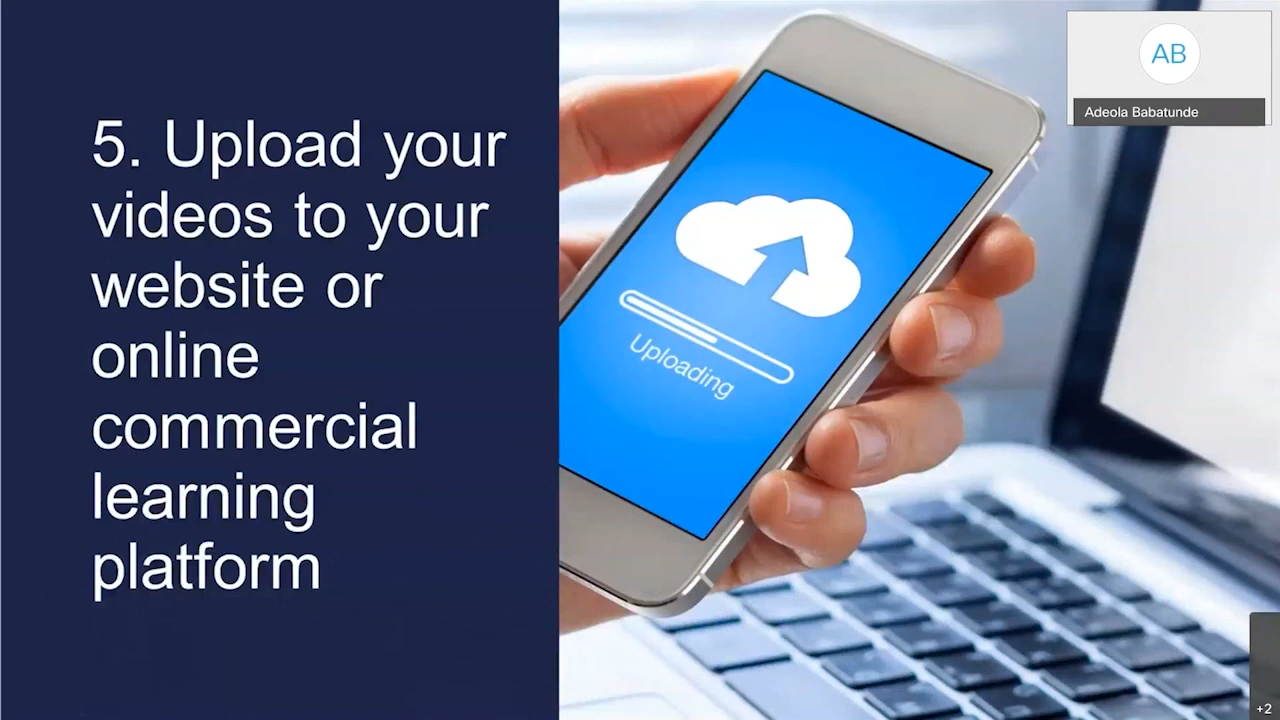 5. Upload your
videos to your
website or
online
commercial
learning
platform
Uploading
AB
Adeola Babatunde
+2